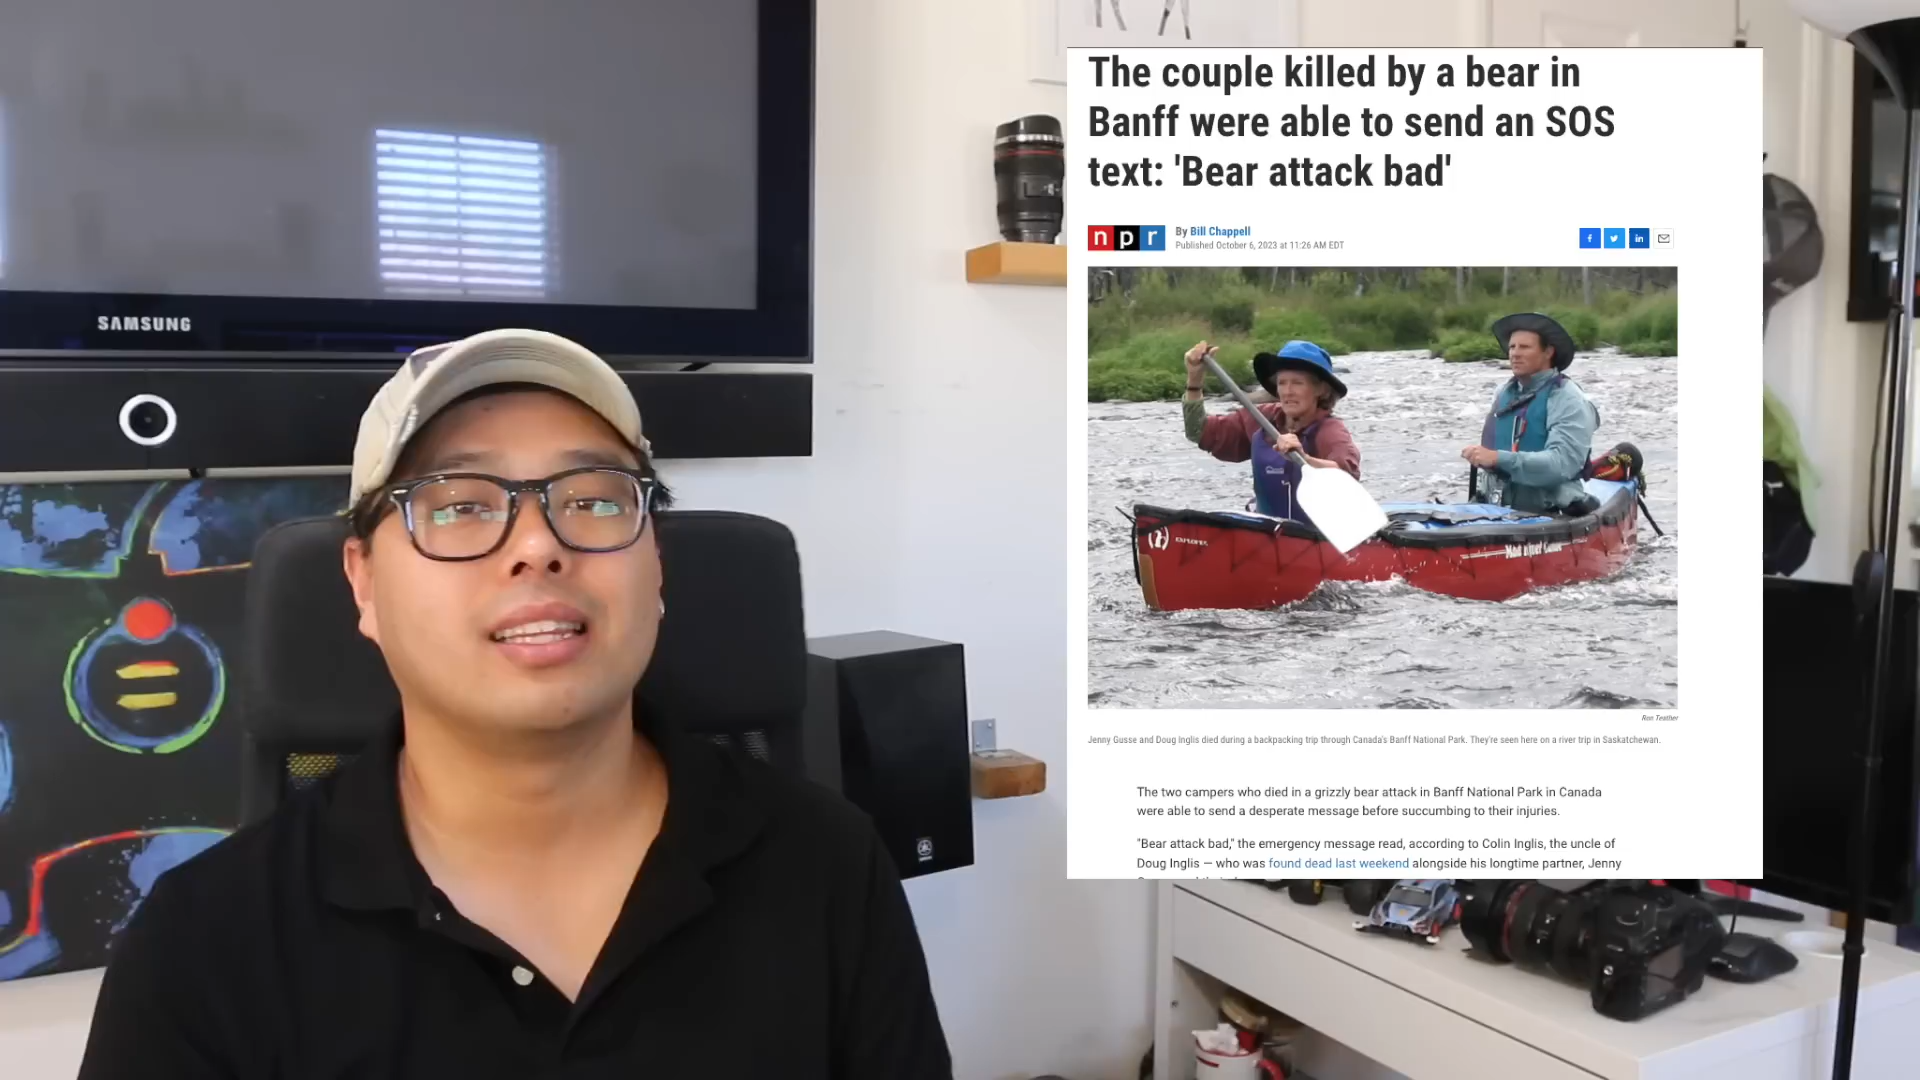 SAMSUNG
The couple killed by a bear in
Banff were able to send an SOS
text: 'Bear attack bad'
npr
By Bill Chappell
Published October 6, 2023 at 11:26 AM EDT
Mad River Canoe
Ron Teather
Jenny Gusse and Doug Inglis died during a backpacking trip through Canada's Banff National Park. They're seen here on a river trip in Saskatchewan.
The two campers who died in a grizzly bear attack in Banff National Park in Canada
were able to send a desperate message before succumbing to their injuries.
"Bear attack bad," the emergency message read, according to Colin Inglis, the uncle of
Doug Inglis — who was found dead last weekend alongside his longtime partner, Jenny